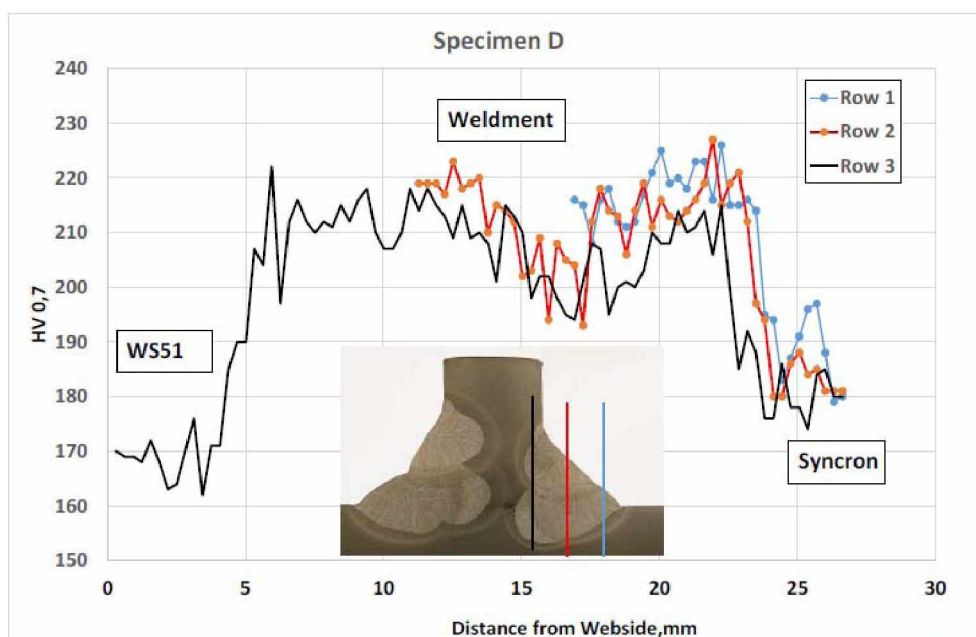 Specimen D
240
230
220
210
200
190
180
170
160
150
HV 0,7
0
5
10
15
20
25
30
Distance from Webside,mm
WS51
Weldment
Syncron
Row 1
Row 2
Row 3